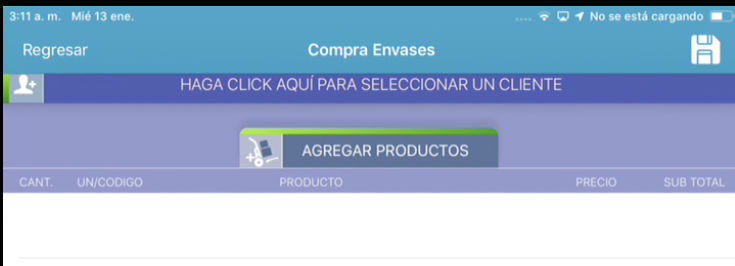 3:11 a. m. Mié 13 ene. No se está cargando
Regresar Compra Envases
HAGA CLICK AQUÍ PARA SELECCIONAR UN CLIENTE
AGREGAR PRODUCTOS
CANT. UN/CODIGO PRODUCTO PRECIO SUB TOTAL